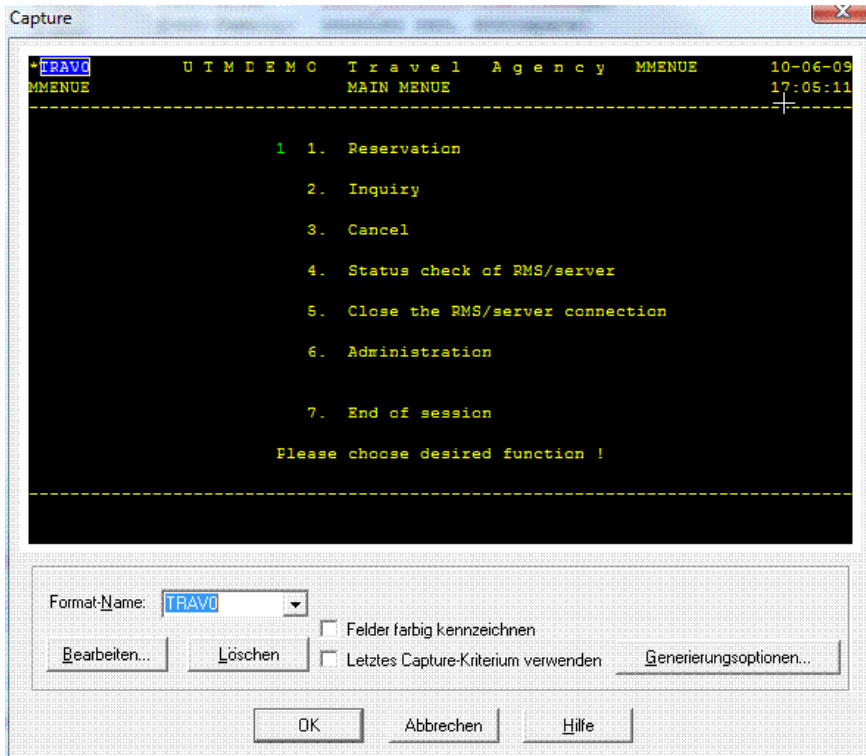 Capture
*TRAV0 U T M D E M O T r a v e l A g e n c y MMENUE 10-06-09
MMENUE MAIN MENUE 17:05:11
1 1. Reservation
2. Inquiry
3. Cancel
4. Status check of RMS/server
5. Close the RMS/server connection
6. Administration
7. End of session
Please choose desired function !
Format-Name: TRAV0
Felder farbig kennzeichnen
Bearbeiten... Löschen Letztes Capture-Kriterium verwenden Generierungsoptionen...
OK Abbrechen Hilfe